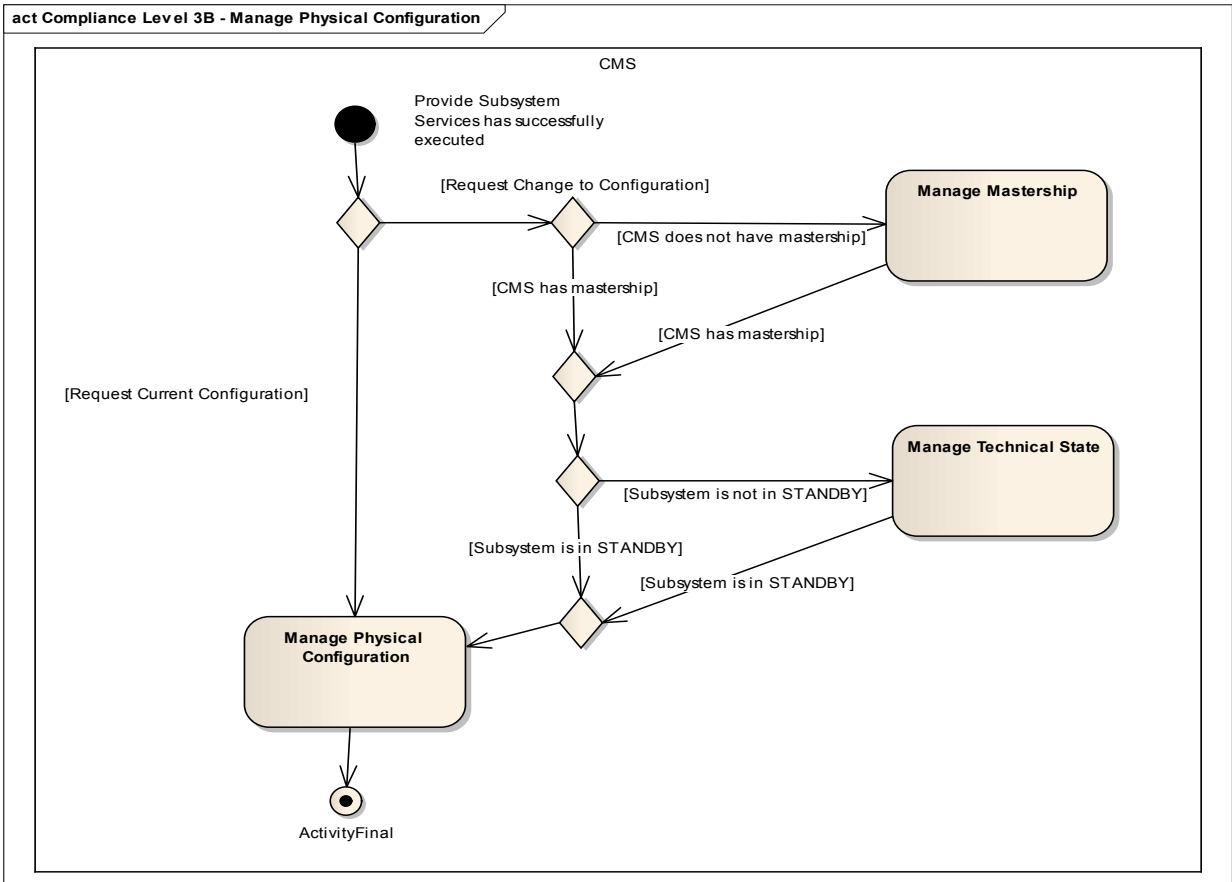 act Compliance Level 3B - Manage Physical Configuration
CMS
Provide Subsystem
Services has successfully
executed
[Request Change to Configuration]
Manage Mastership
[CMS does not have mastership]
[CMS has mastership]
[CMS has mastership]
[Request Current Configuration]
Manage Technical State
[Subsystem is not in STANDBY]
[Subsystem is in STANDBY]
[Subsystem is in STANDBY]
Manage Physical
Configuration
ActivityFinal